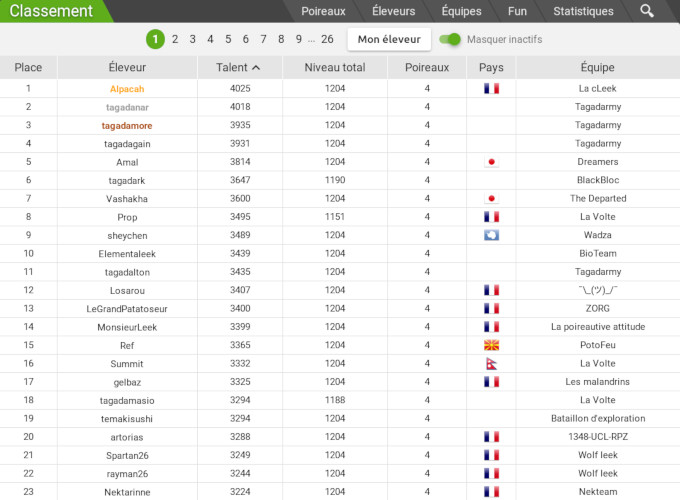 Classement Poireaux Éleveurs Équipes Fun Statistiques
1 2 3 4 5 6 7 8 9 ... 26 Mon éleveur Masquer inactifs
Place Éleveur Talent Niveau total Poireaux Pays Équipe
1 Alpacah 4025 1204 4 La cLeek
2 tagadanar 4018 1204 4 Tagadarmy
3 tagadamore 3935 1204 4 Tagadarmy
4 tagadagain 3931 1204 4 Tagadarmy
5 Amal 3814 1204 4 Dreamers
6 tagadark 3647 1190 4 BlackBloc
7 Vashakha 3600 1204 4 The Departed
8 Prop 3495 1151 4 La Volte
9 sheychen 3489 1204 4 Wadza
10 Elementaleek 3439 1204 4 BioTeam
11 tagadalton 3435 1204 4 Tagadarmy
12 Losarou 3407 1204 4 ¯\_(ツ)_/¯
13 LeGrandPatatoseur 3400 1204 4 ZORG
14 MonsieurLeek 3399 1204 4 La poireautive attitude
15 Ref 3365 1204 4 PotoFeu
16 Summit 3332 1204 4 La Volte
17 gelbaz 3325 1204 4 Les malandrins
18 tagadamasio 3294 1188 4 La Volte
19 temakisushi 3294 1204 4 Bataillon d'exploration
20 artorias 3288 1204 4 1348-UCL-RPZ
21 Spartan26 3249 1204 4 Wolf leek
22 rayman26 3244 1204 4 Wolf leek
23 Nektarinne 3224 1204 4 Nekteam